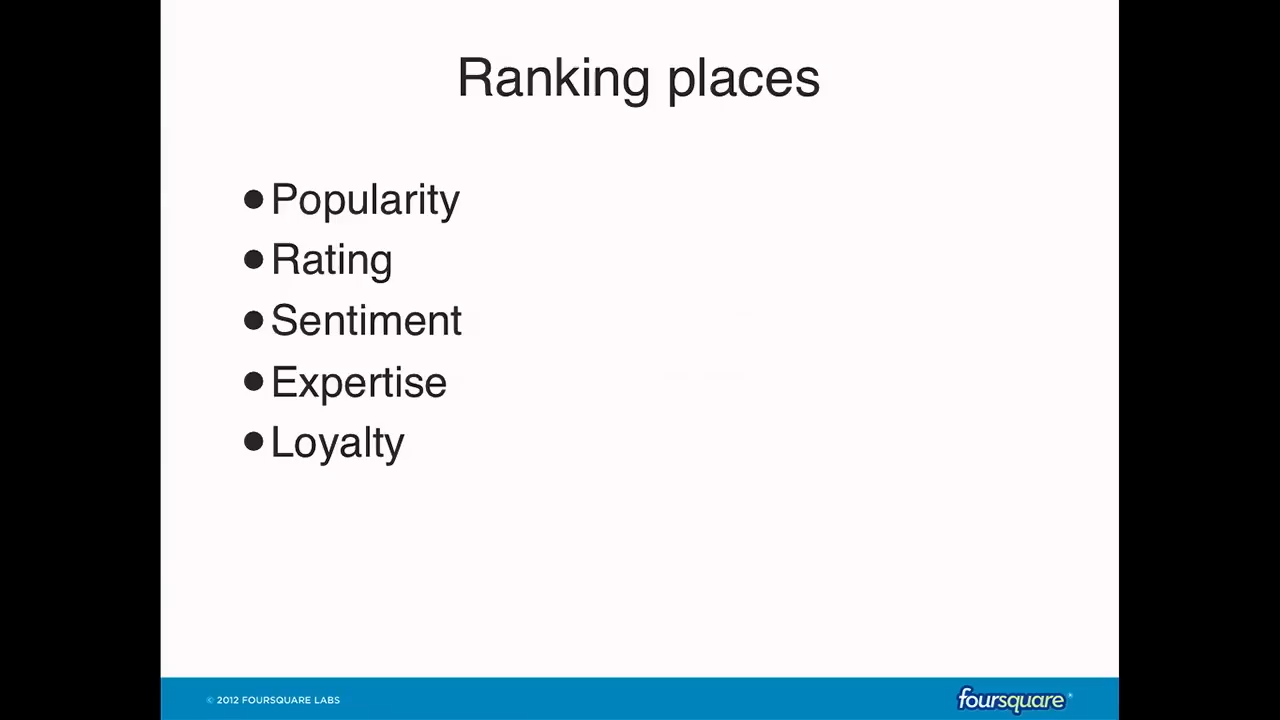 Ranking places
●Popularity
●Rating
●Sentiment
●Expertise
●Loyalty
© 2012 FOURSQUARE LABS
foursquare®